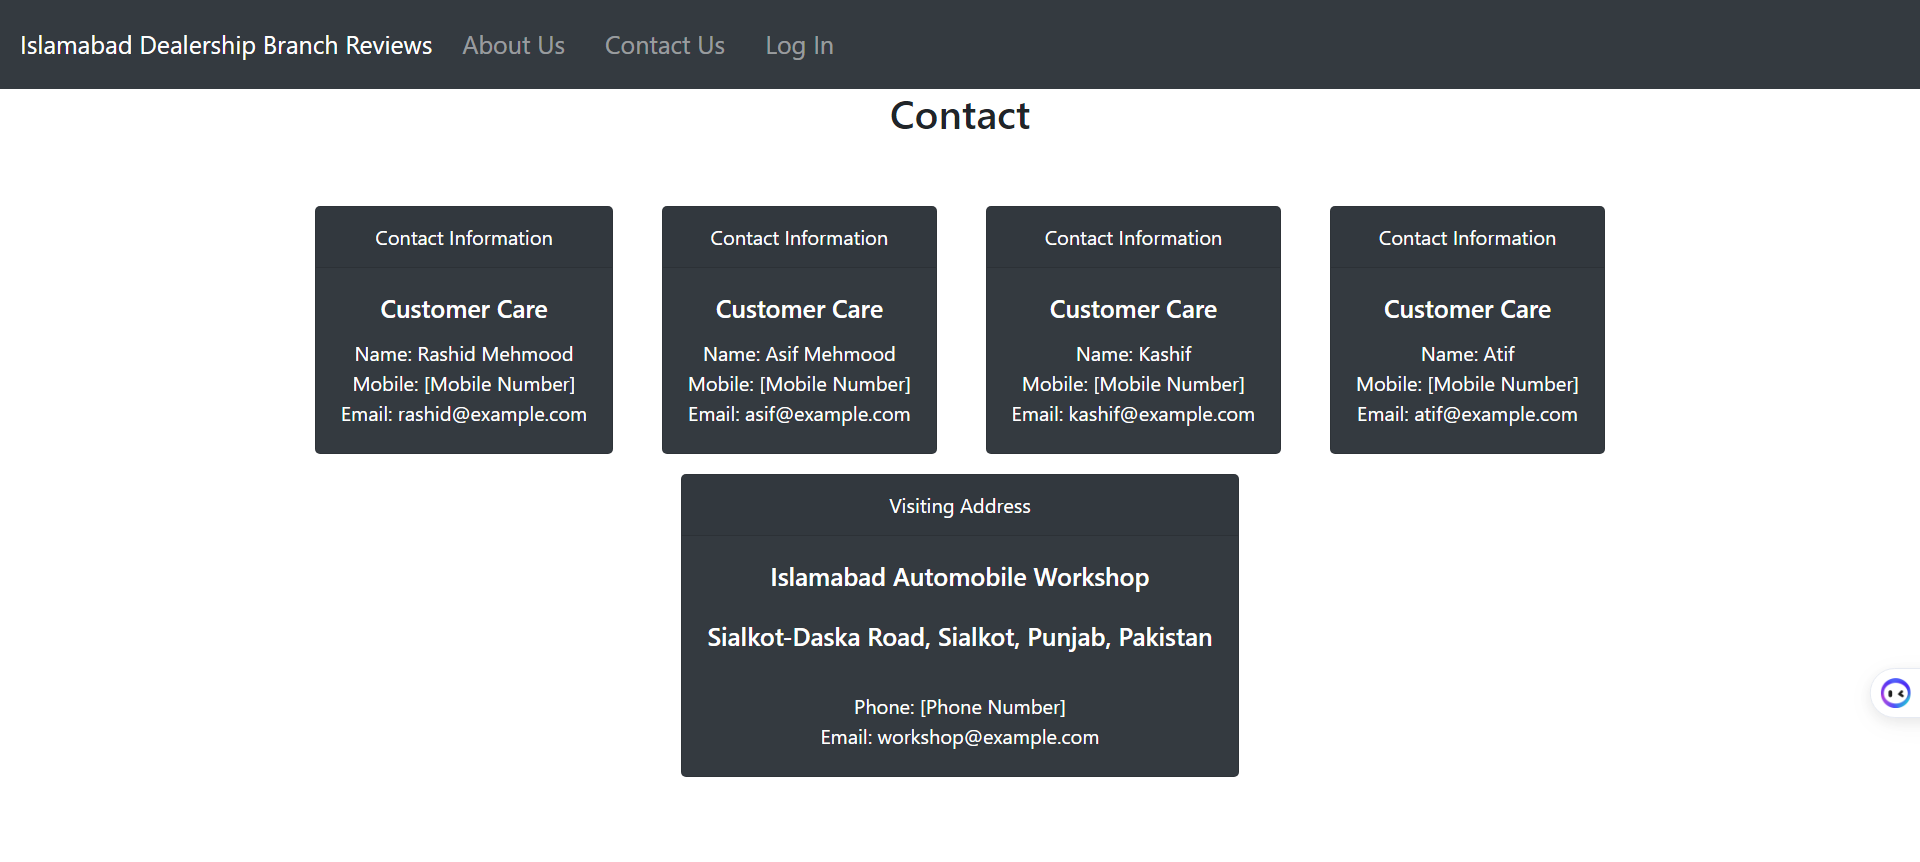 Islamabad Dealership Branch Reviews About Us Contact Us Log In
Contact
Contact Information
Customer Care
Name: Rashid Mehmood
Mobile: [Mobile Number]
Email: rashid@example.com
Contact Information
Customer Care
Name: Asif Mehmood
Mobile: [Mobile Number]
Email: asif@example.com
Contact Information
Customer Care
Name: Kashif
Mobile: [Mobile Number]
Email: kashif@example.com
Contact Information
Customer Care
Name: Atif
Mobile: [Mobile Number]
Email: atif@example.com
Visiting Address
Islamabad Automobile Workshop
Sialkot-Daska Road, Sialkot, Punjab, Pakistan
Phone: [Phone Number]
Email: workshop@example.com